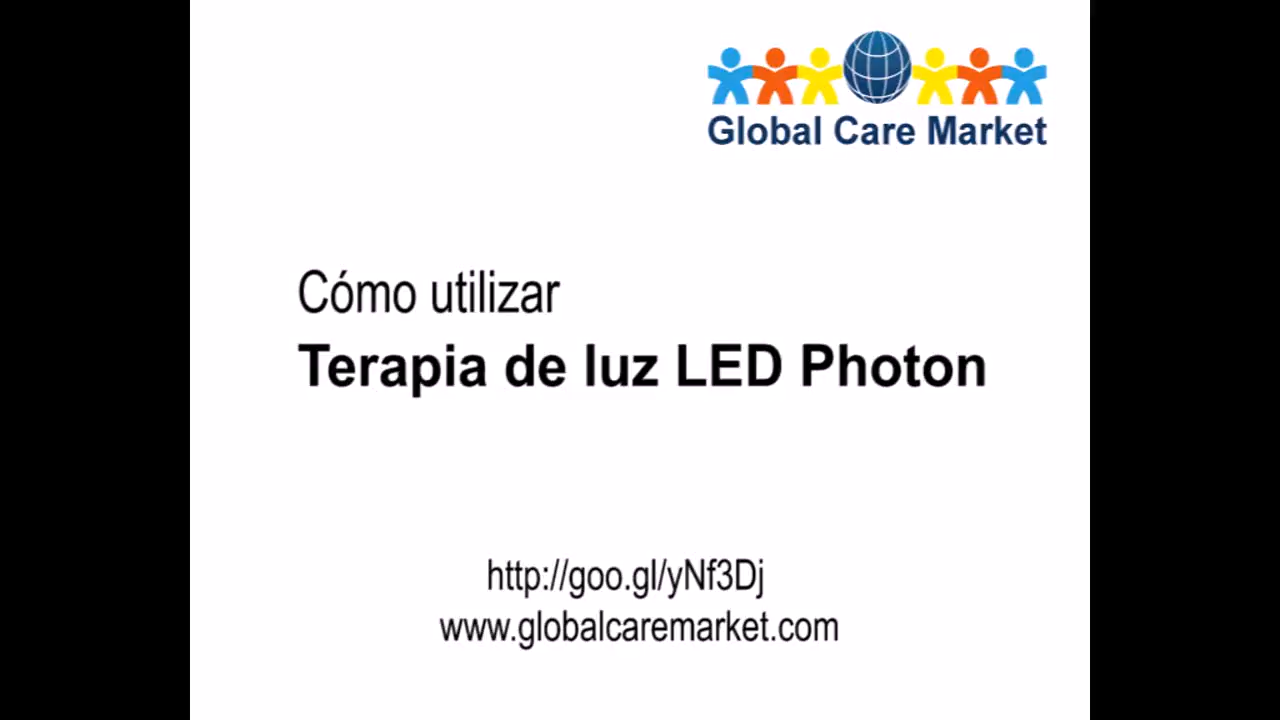 Global Care Market
Cómo utilizar
Terapia de luz LED Photon
http://goo.gl/yNf3Dj
www.globalcaremarket.com